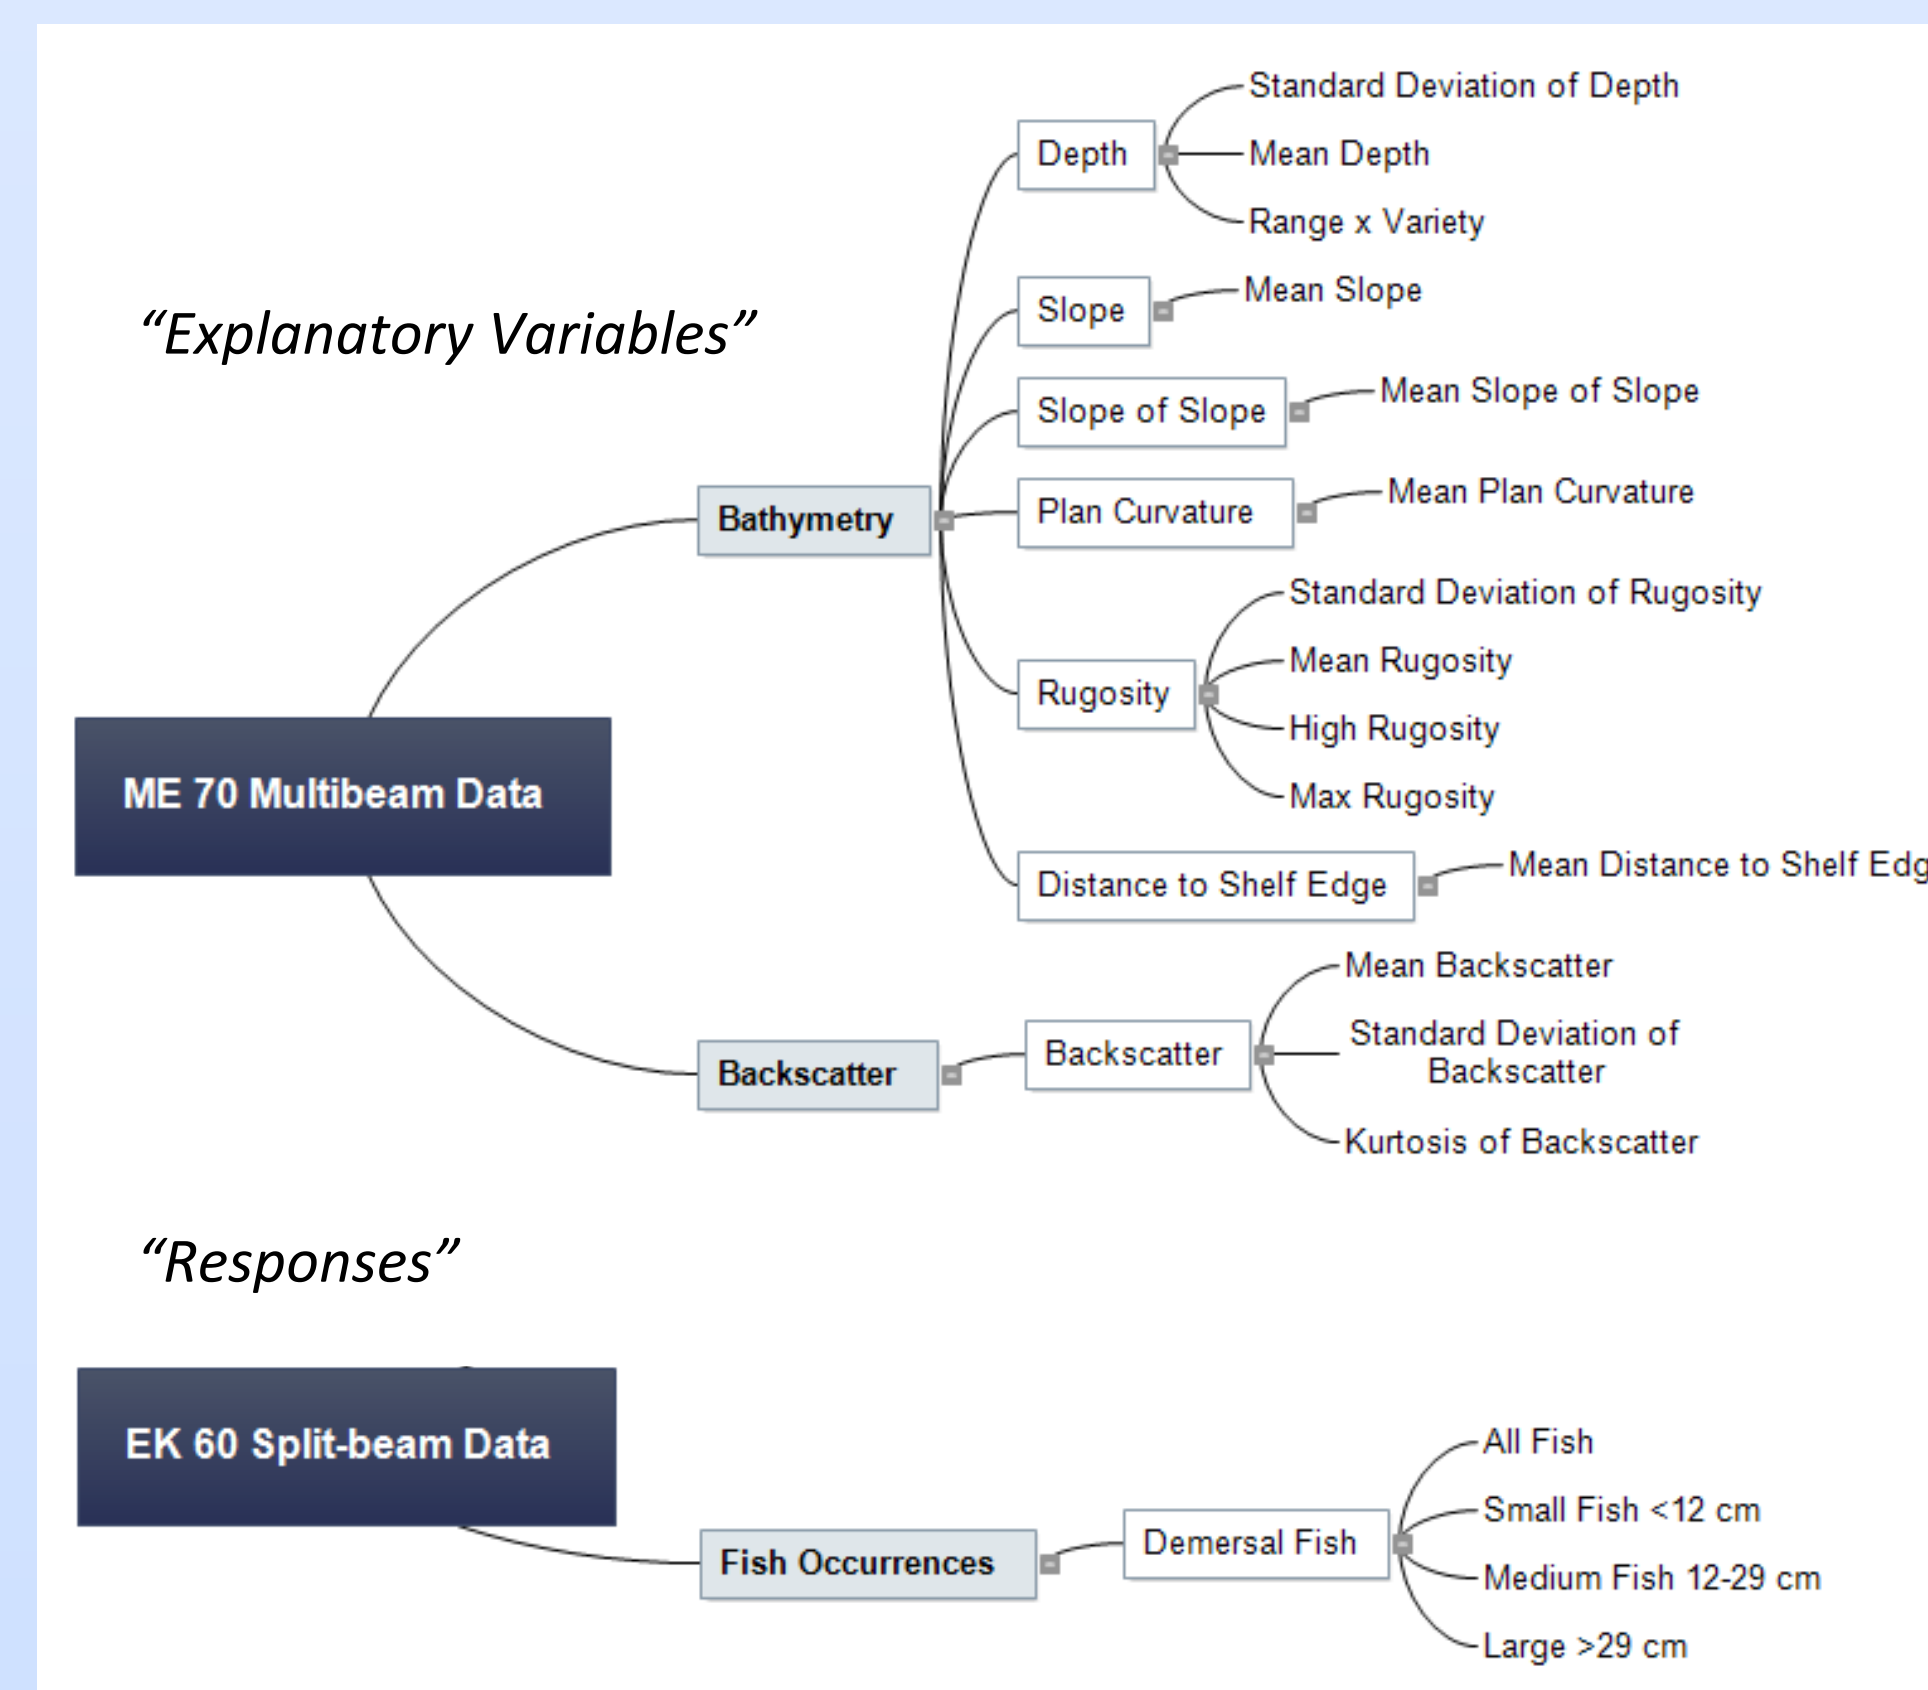 “Explanatory Variables”
ME 70 Multibeam Data
Bathymetry
Depth
Standard Deviation of Depth
Mean Depth
Range x Variety
Slope
Mean Slope
Slope of Slope
Mean Slope of Slope
Plan Curvature
Mean Plan Curvature
Rugosity
Standard Deviation of Rugosity
Mean Rugosity
High Rugosity
Max Rugosity
Distance to Shelf Edge
Mean Distance to Shelf Edg
Backscatter
Backscatter
Mean Backscatter
Standard Deviation of
Backscatter
Kurtosis of Backscatter
“Responses”
EK 60 Split-beam Data
Fish Occurrences
Demersal Fish
All Fish
Small Fish <12 cm
Medium Fish 12-29 cm
Large >29 cm